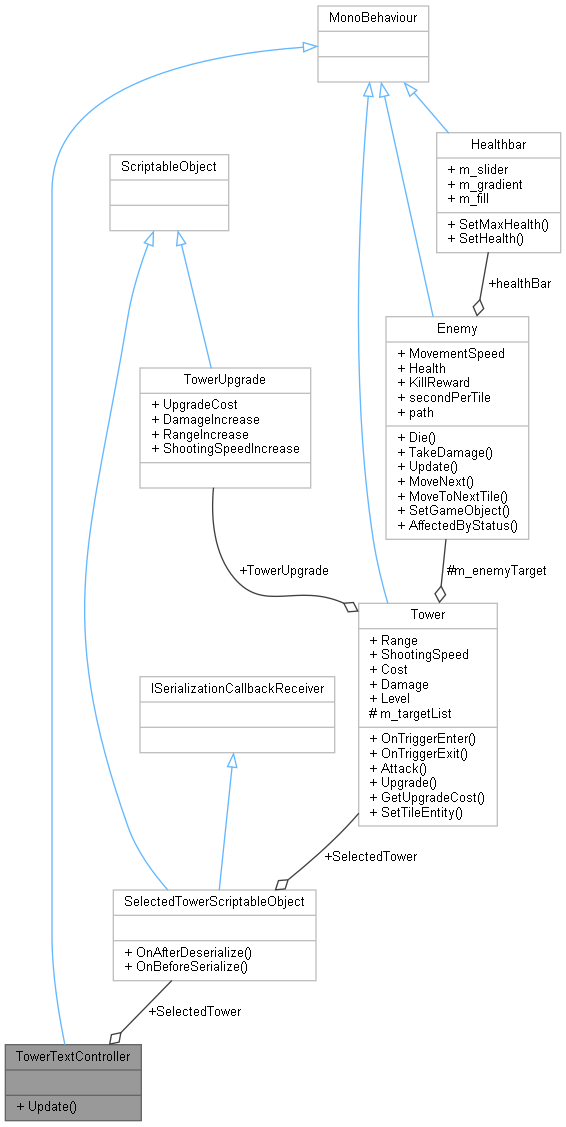 MonoBehaviour
Healthbar
+ m_slider
+ m_gradient
+ m_fill
+ SetMaxHealth()
+ SetHealth()
ScriptableObject
+healthBar
Enemy
+ MovementSpeed
+ Health
+ KillReward
+ secondPerTile
+ path
+ Die()
+ TakeDamage()
+ Update()
+ MoveNext()
+ MoveToNextTile()
+ SetGameObject()
+ AffectedByStatus()
TowerUpgrade
+ UpgradeCost
+ DamageIncrease
+ RangeIncrease
+ ShootingSpeedIncrease
+TowerUpgrade
#m_enemyTarget
Tower
+ Range
+ ShootingSpeed
+ Cost
+ Damage
+ Level
# m_targetList
+ OnTriggerEnter()
+ OnTriggerExit()
+ Attack()
+ Upgrade()
+ GetUpgradeCost()
+ SetTileEntity()
ISerializationCallbackReceiver
+SelectedTower
SelectedTowerScriptableObject
+ OnAfterDeserialize()
+ OnBeforeSerialize()
+SelectedTower
TowerTextController
+ Update()